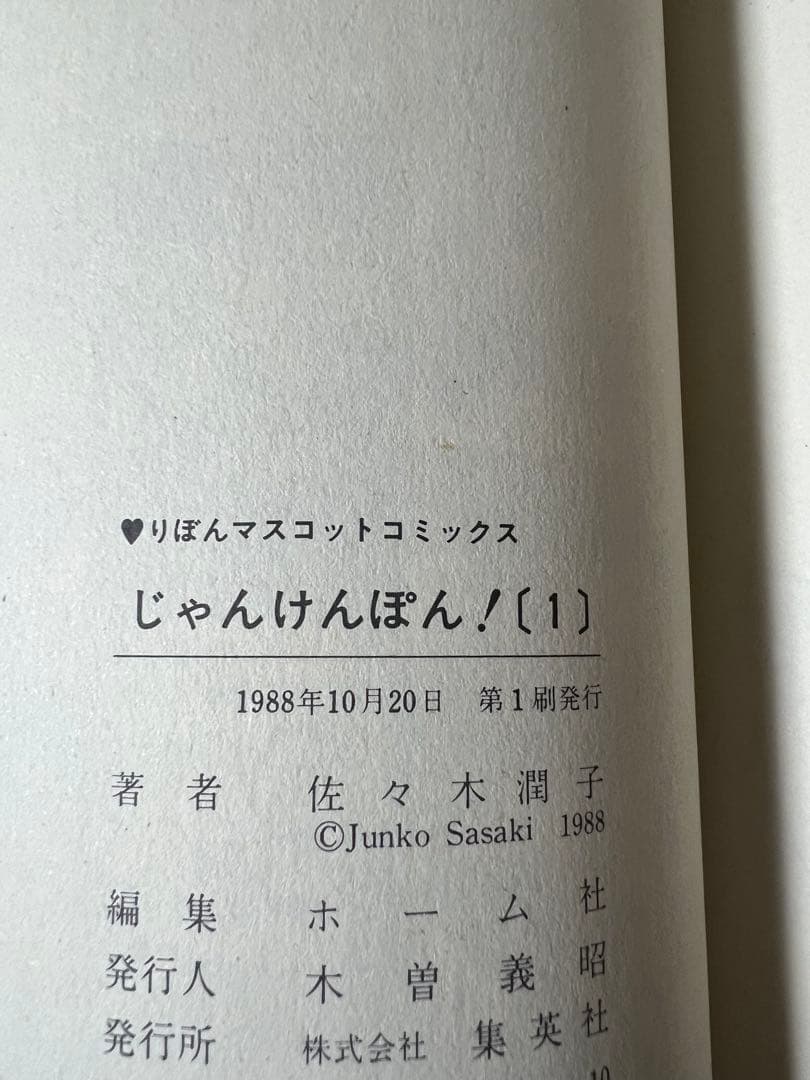 ♥りぼんマスコットコミックス
じゃんけんぽん!〔1〕
1988年10月20日 第1刷発行
著者 佐々木潤子
©Junko Sasaki 1988
編集 ホーム社
発行人 木曽義昭
発行所 株式会社 集英社
10